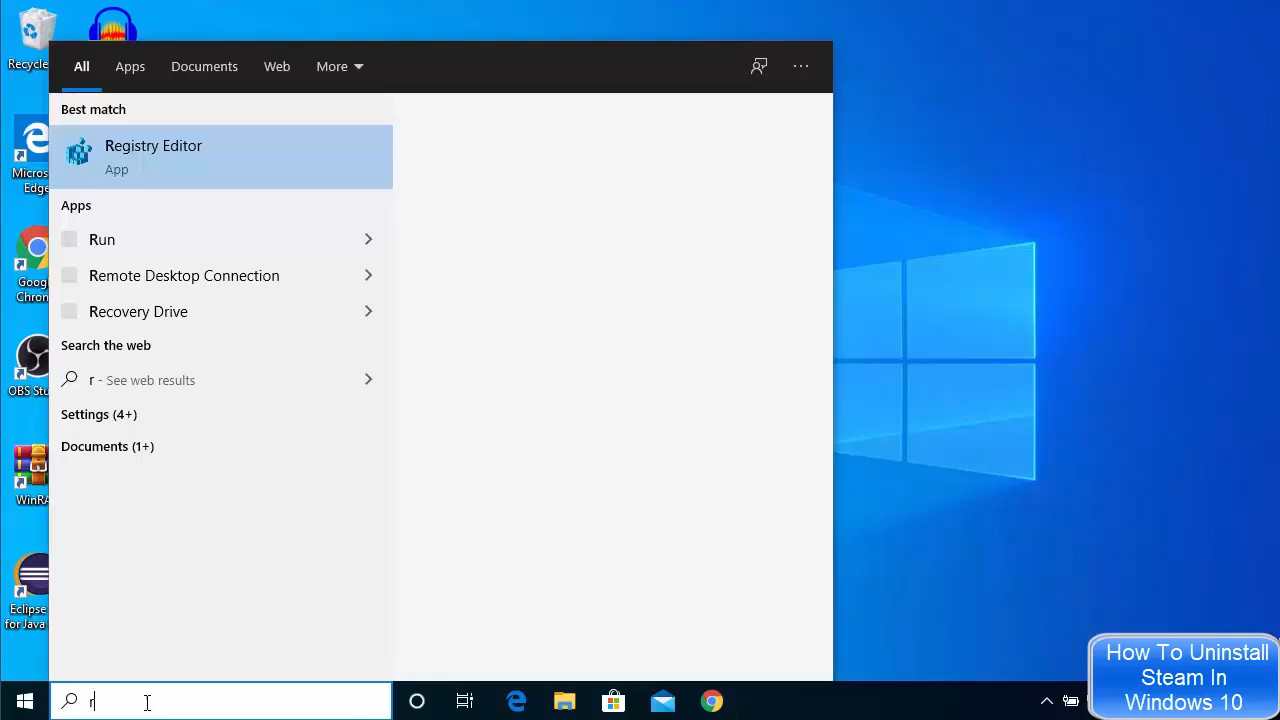 Recycle
All
Apps
Documents
Web
More
Best match
Registry Editor
App
Apps
Run
Remote Desktop Connection
Recovery Drive
Search the web
r - See web results
Settings (4+)
Documents (1+)
Micros
Edge
Goog
Chron
OBS Stu
WinRA
Eclipse
for Java
r
How To Uninstall
Steam In
Windows 10